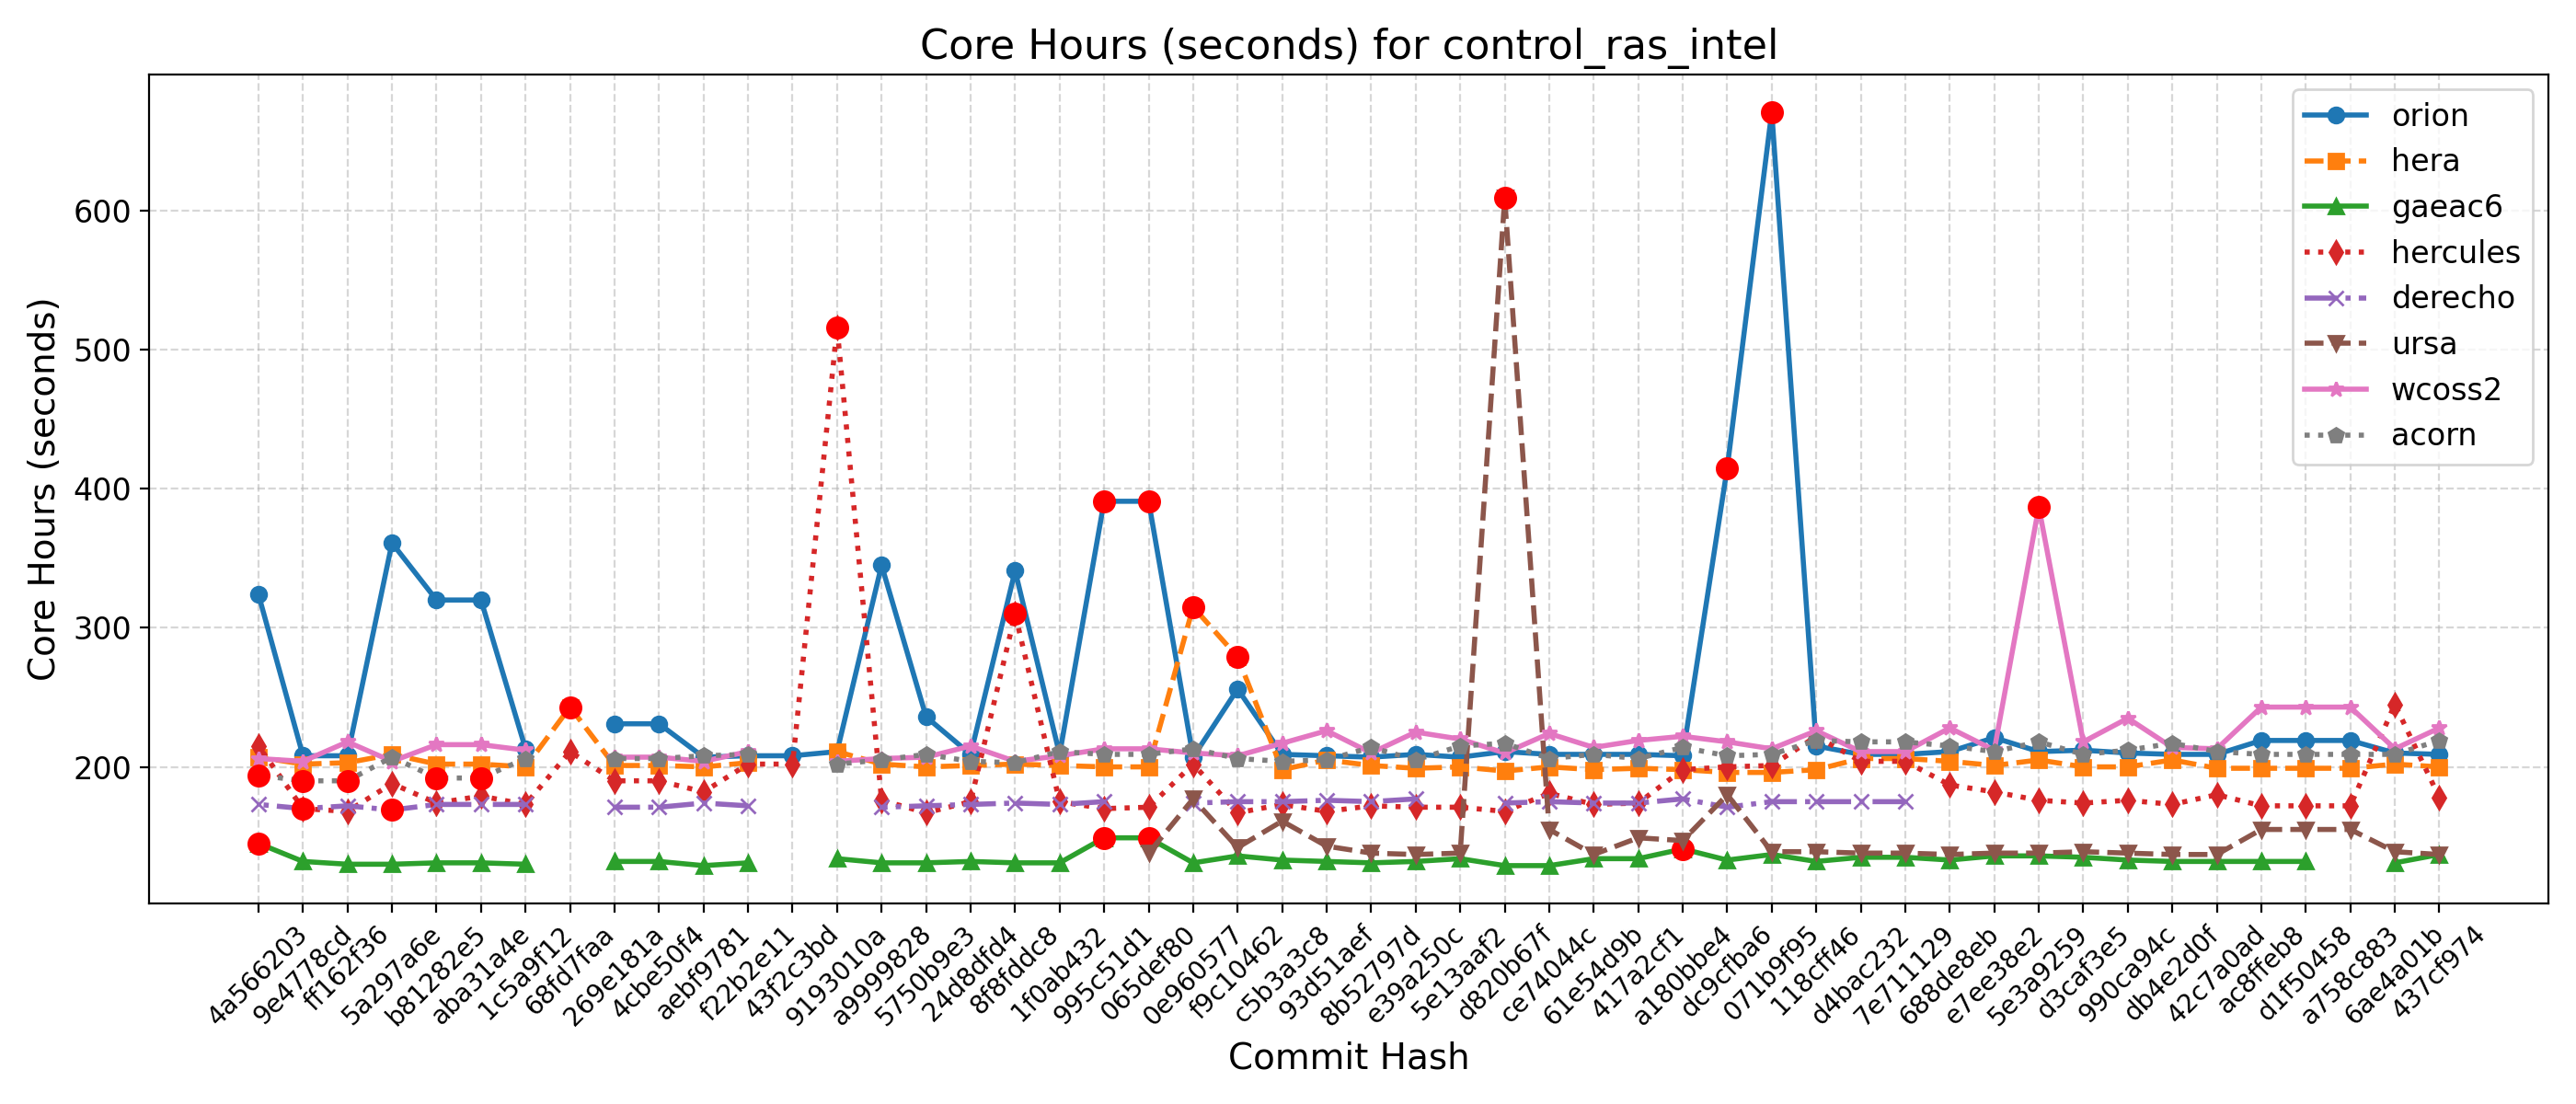 Core Hours (seconds) for control_ras_intel
Core Hours (seconds)
600
500
400
300
200
orion
hera
gaeac6
hercules
derecho
ursa
wcoss2
acorn
4a566203
9e4778cd
ff162f36
5a297a6e
b81282e5
aba31a4e
1c5a9f12
68fd7faa
269e181a
4cbe50f4
aebf9781
f22b2e11
43f2c3bd
9193010a
a9999828
5750b9e3
24d8dfd4
8f8fddc8
1f0ab432
995c51d1
065def80
0e960577
f9c10462
c5b3a3c8
93d51aef
8b52797d
e39a250c
5e13aaf2
d820b67f
ce74044c
61e54d9b
417a2cf1
a180bbe4
dc9cfba6
071b9f95
118cff46
d4bac232
7e711129
688de8eb
e7ee38e2
5e3a9259
d3caf3e5
990ca94c
db4e2d0f
42c7a0ad
ac8ffeb8
d1f50458
a758c883
6ae4a01b
437cf974
Commit Hash